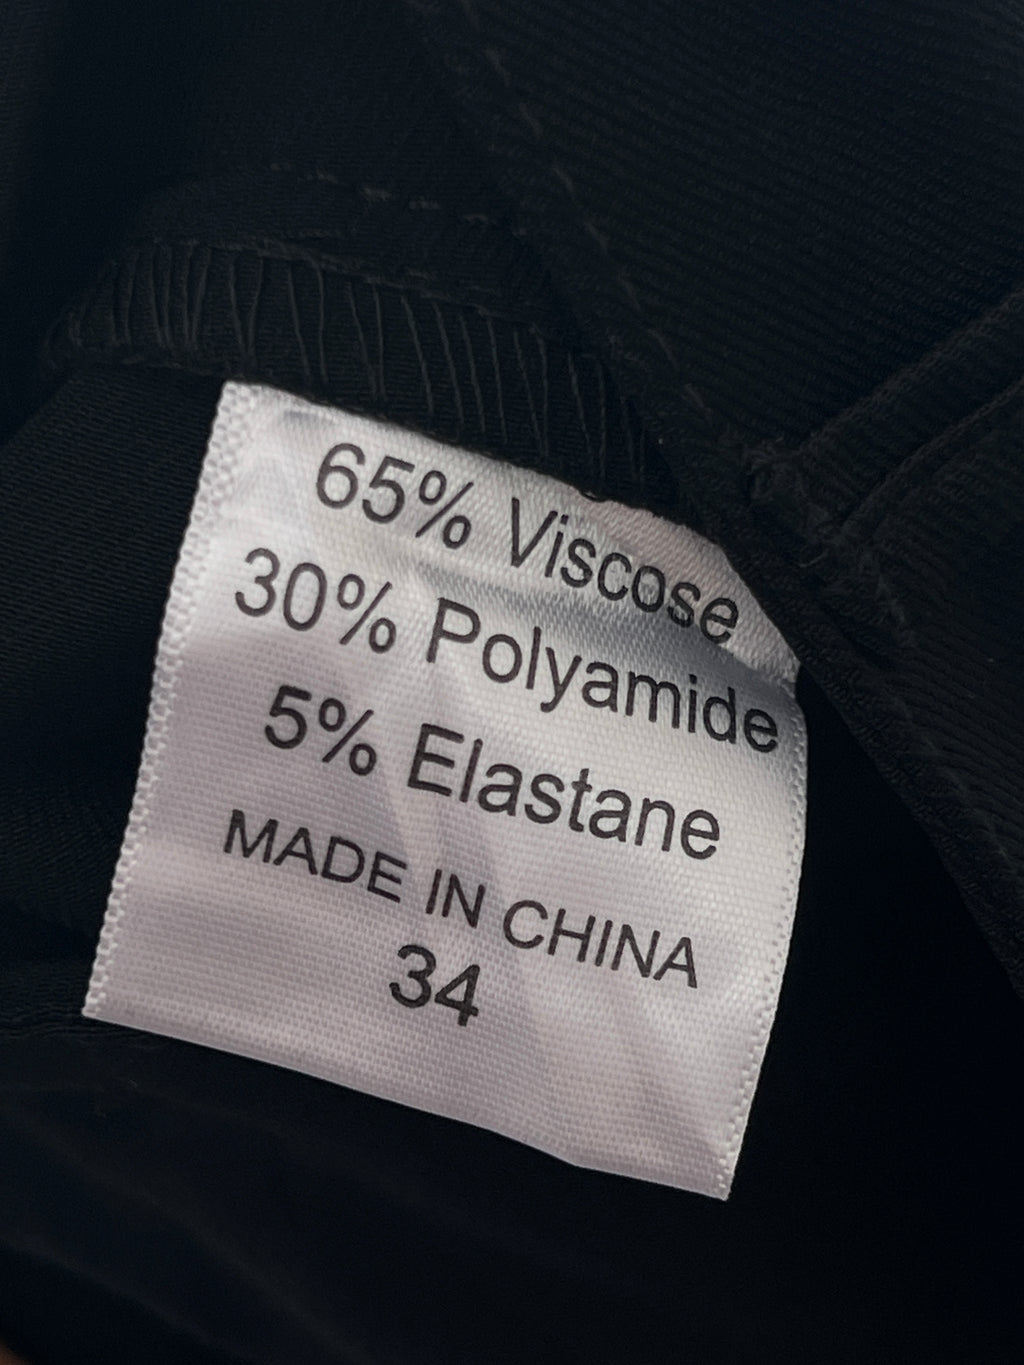 65% Viscose
30% Polyamide
5% Elastane
MADE IN CHINA
34